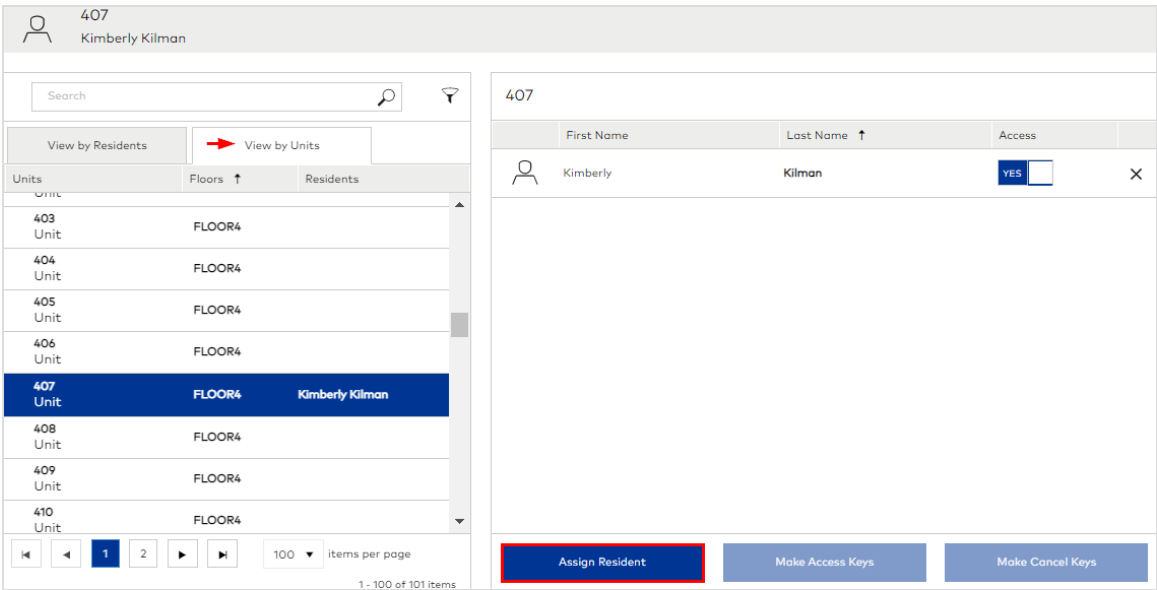 407
Kimberly Kilman
Search
View by Residents
View by Units
Units Floors ↑ Residents
Unit
403
Unit
FLOOR4
404
Unit
FLOOR4
405
Unit
FLOOR4
406
Unit
FLOOR4
407
Unit
FLOOR4 Kimberly Kilman
408
Unit
FLOOR4
409
Unit
FLOOR4
410
Unit
FLOOR4
1 2 100 items per page
1 - 100 of 101 items
407
First Name Last Name ↑ Access
Kimberly Kilman YES
Assign Resident Make Access Keys Make Cancel Keys